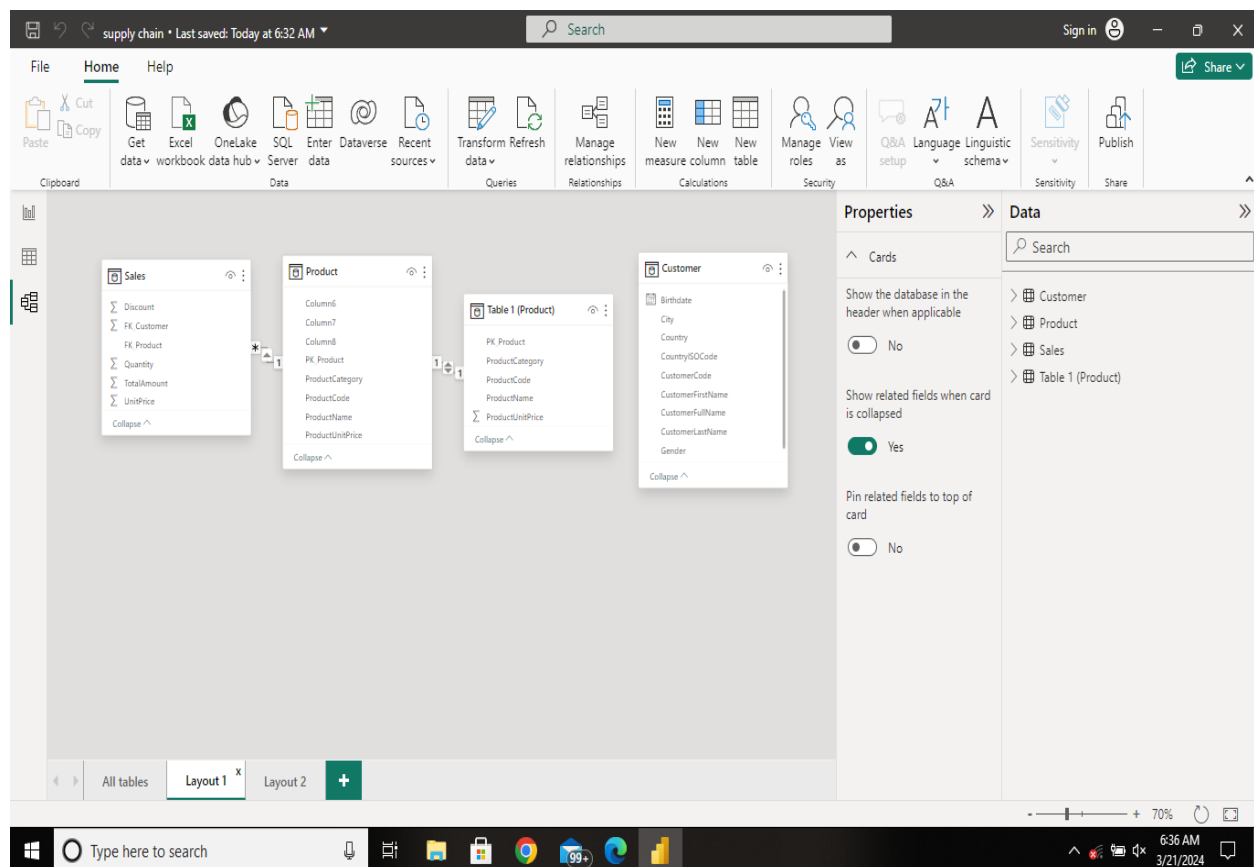 supply chain • Last saved: Today at 6:32 AM
Search
Sign in
File Home Help
Share
Paste
Cut
Copy
Clipboard
Get data
Excel workbook
OneLake data hub
SQL Server
Enter data
Dataverse
Recent sources
Data
Transform data
Refresh
Queries
Manage relationships
Relationships
New measure
New column
New table
Calculations
Manage roles
View as
Security
Q&A setup
Language
Linguistic schema
Q&A
Sensitivity
Sensitivity
Publish
Share
Sales
Discount
FK_Customer
FK_Product
Quantity
TotalAmount
UnitPrice
Collapse
* 1
Product
Column6
Column7
Column8
PK_Product
ProductCategory
ProductCode
ProductName
ProductUnitPrice
Collapse
1 1
Table 1 (Product)
PK_Product
ProductCategory
ProductCode
ProductName
ProductUnitPrice
Collapse
Customer
Birthdate
City
Country
CountryISOCode
CustomerCode
CustomerFirstName
CustomerFullName
CustomerLastName
Gender
Collapse
Properties
Cards
Show the database in the
header when applicable
No
Show related fields when card
is collapsed
Yes
Pin related fields to top of
card
No
Data
Search
Customer
Product
Sales
Table 1 (Product)
All tables Layout 1 x Layout 2 +
- + 70%
Type here to search
99+
6:36 AM
3/21/2024